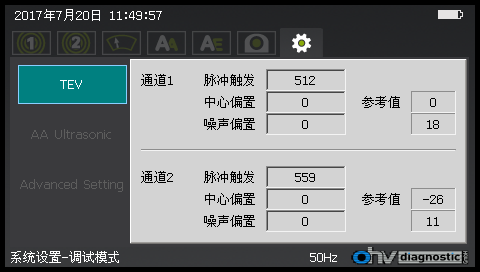 2017年7月20日 11:49:57
1 2 AA AE
TEV
AA Ultrasonic
Advanced Setting
通道1 脉冲触发 512
中心偏置 0 参考值 0
噪声偏置 0 18
通道2 脉冲触发 559
中心偏置 0 参考值 -26
噪声偏置 0 11
系统设置-调试模式 50Hz OHV diagnostic